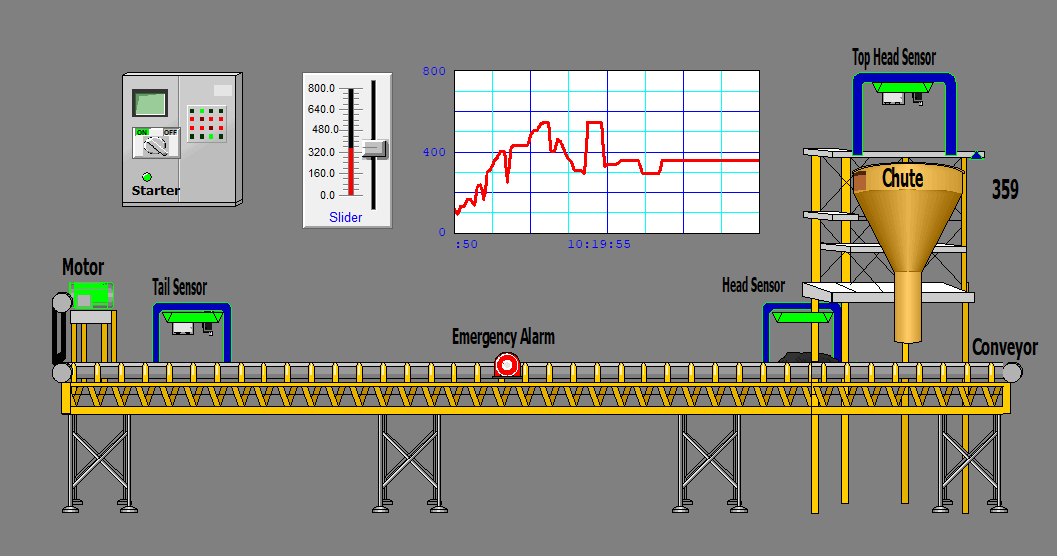 Top Head Sensor
ON
OFF
Starter
800.0
640.0
480.0
320.0
160.0
0.0
Slider
800
400
0
:50
10:19:55
Chute
359
Motor
Tail Sensor
Head Sensor
Emergency Alarm
Conveyor